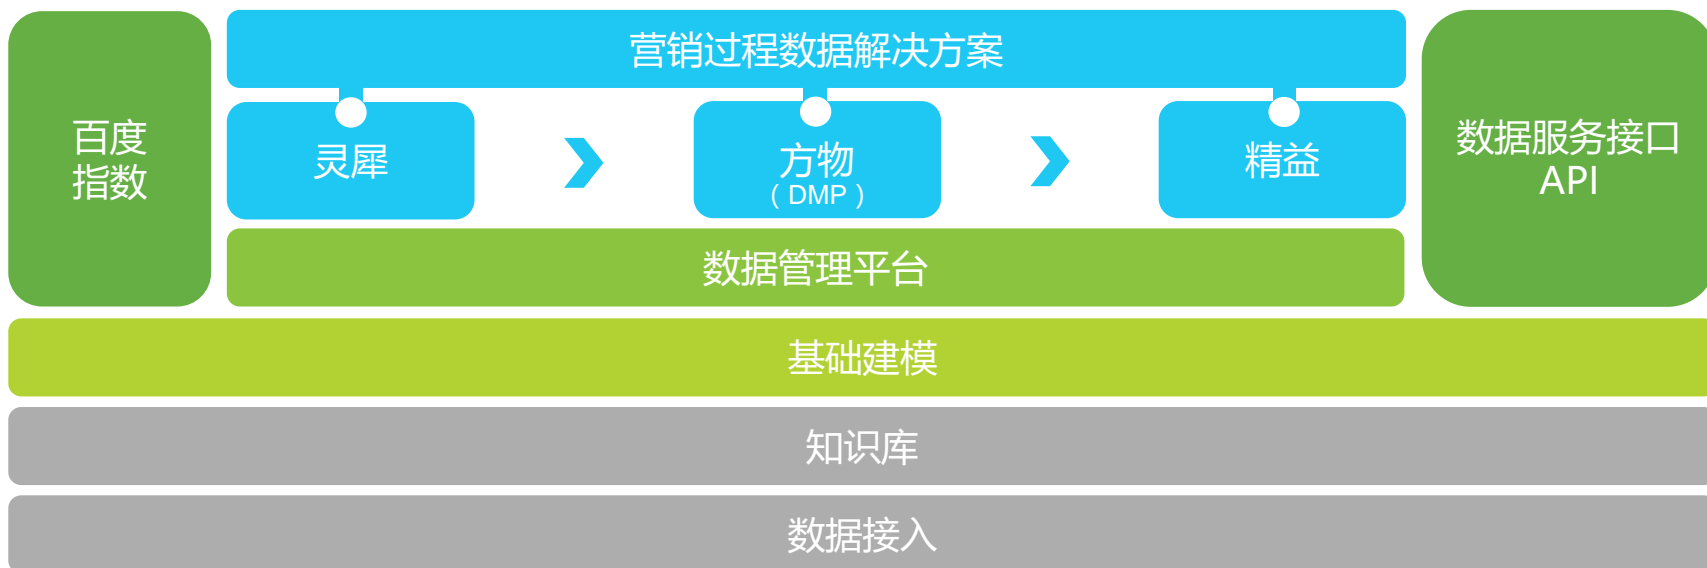 百度
指数
营销过程数据解决方案
灵犀
方物
（DMP）
精益
数据服务接口
API
数据管理平台
基础建模
知识库
数据接入